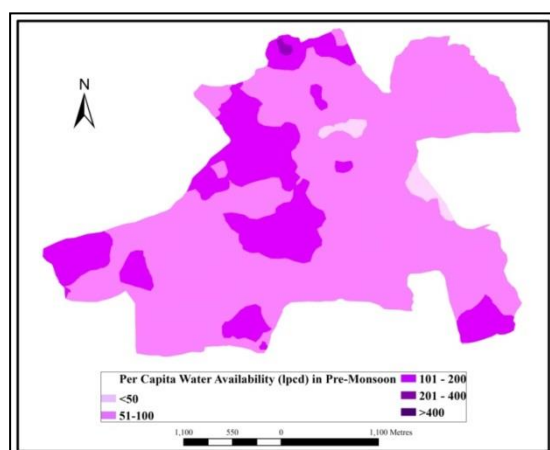 N
Per Capita Water Availability (lpcd) in Pre-Monsoon
<50
51-100
101 - 200
201 - 400
>400
1,100 550 0 1,100 Metres